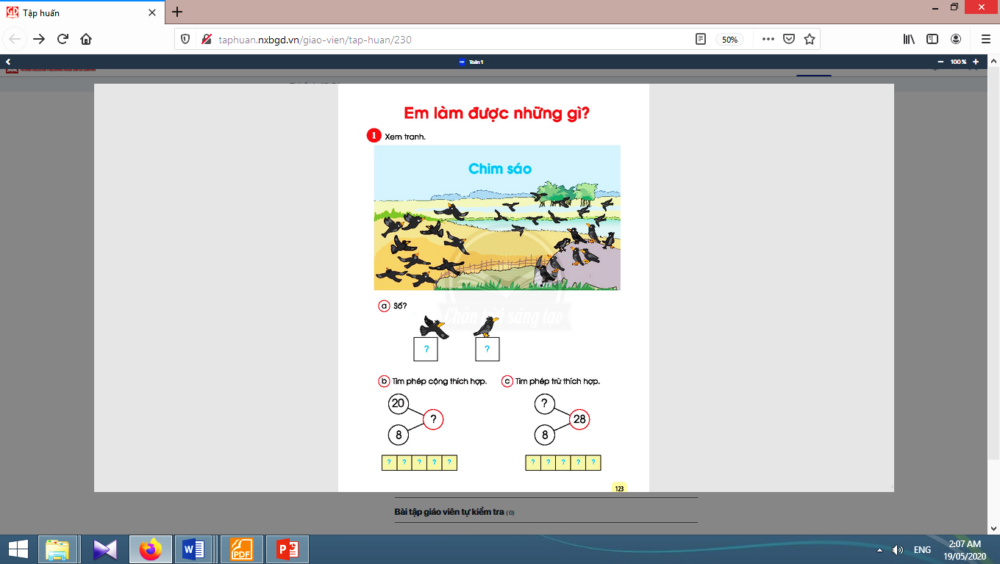 Tập huấn
taphuan.nxbgd.vn/giao-vien/tap-huan/230
50%
Toán 1
100 %
Em làm được những gì?
1 Xem tranh.
Chim sáo
a Số?
Chân trời sáng tạo
? ?
b Tìm phép cộng thích hợp.
c Tìm phép trừ thích hợp.
20 ? 8
? 28 8
? ? ? ? ?
? ? ? ? ?
123
Bài tập giáo viên tự kiểm tra (0)
PDF
ENG
2:07 AM
19/05/2020